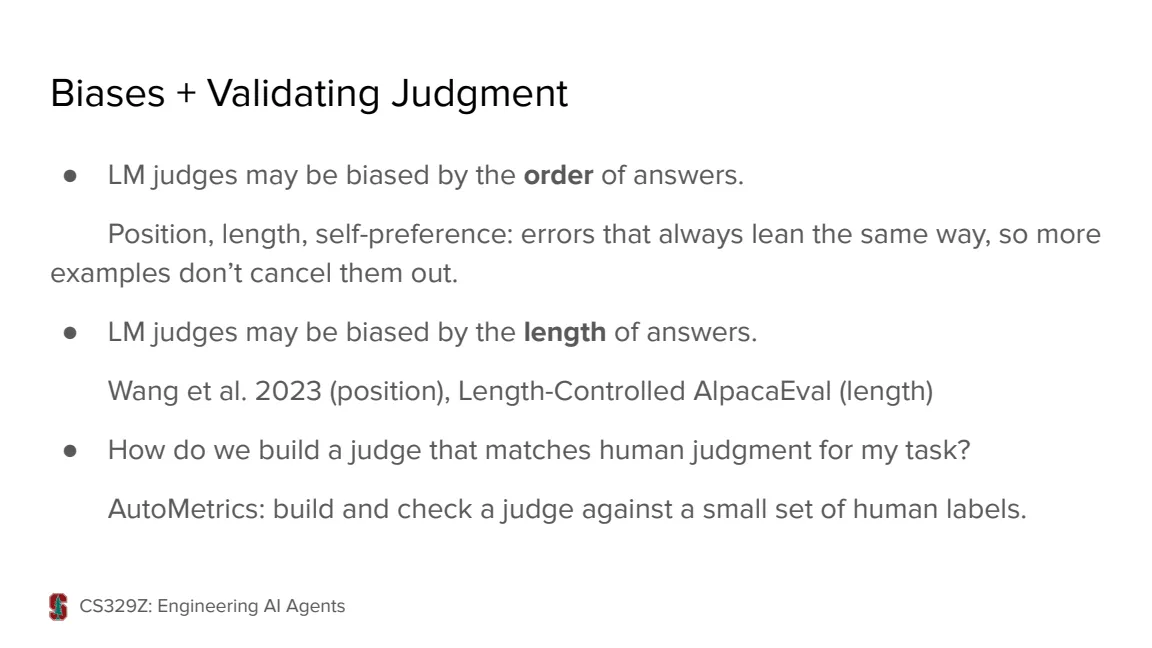 Biases + Validating Judgment
● LM judges may be biased by the order of answers.
Position, length, self-preference: errors that always lean the same way, so more
examples don’t cancel them out.
● LM judges may be biased by the length of answers.
Wang et al. 2023 (position), Length-Controlled AlpacaEval (length)
● How do we build a judge that matches human judgment for my task?
AutoMetrics: build and check a judge against a small set of human labels.
CS329Z: Engineering AI Agents